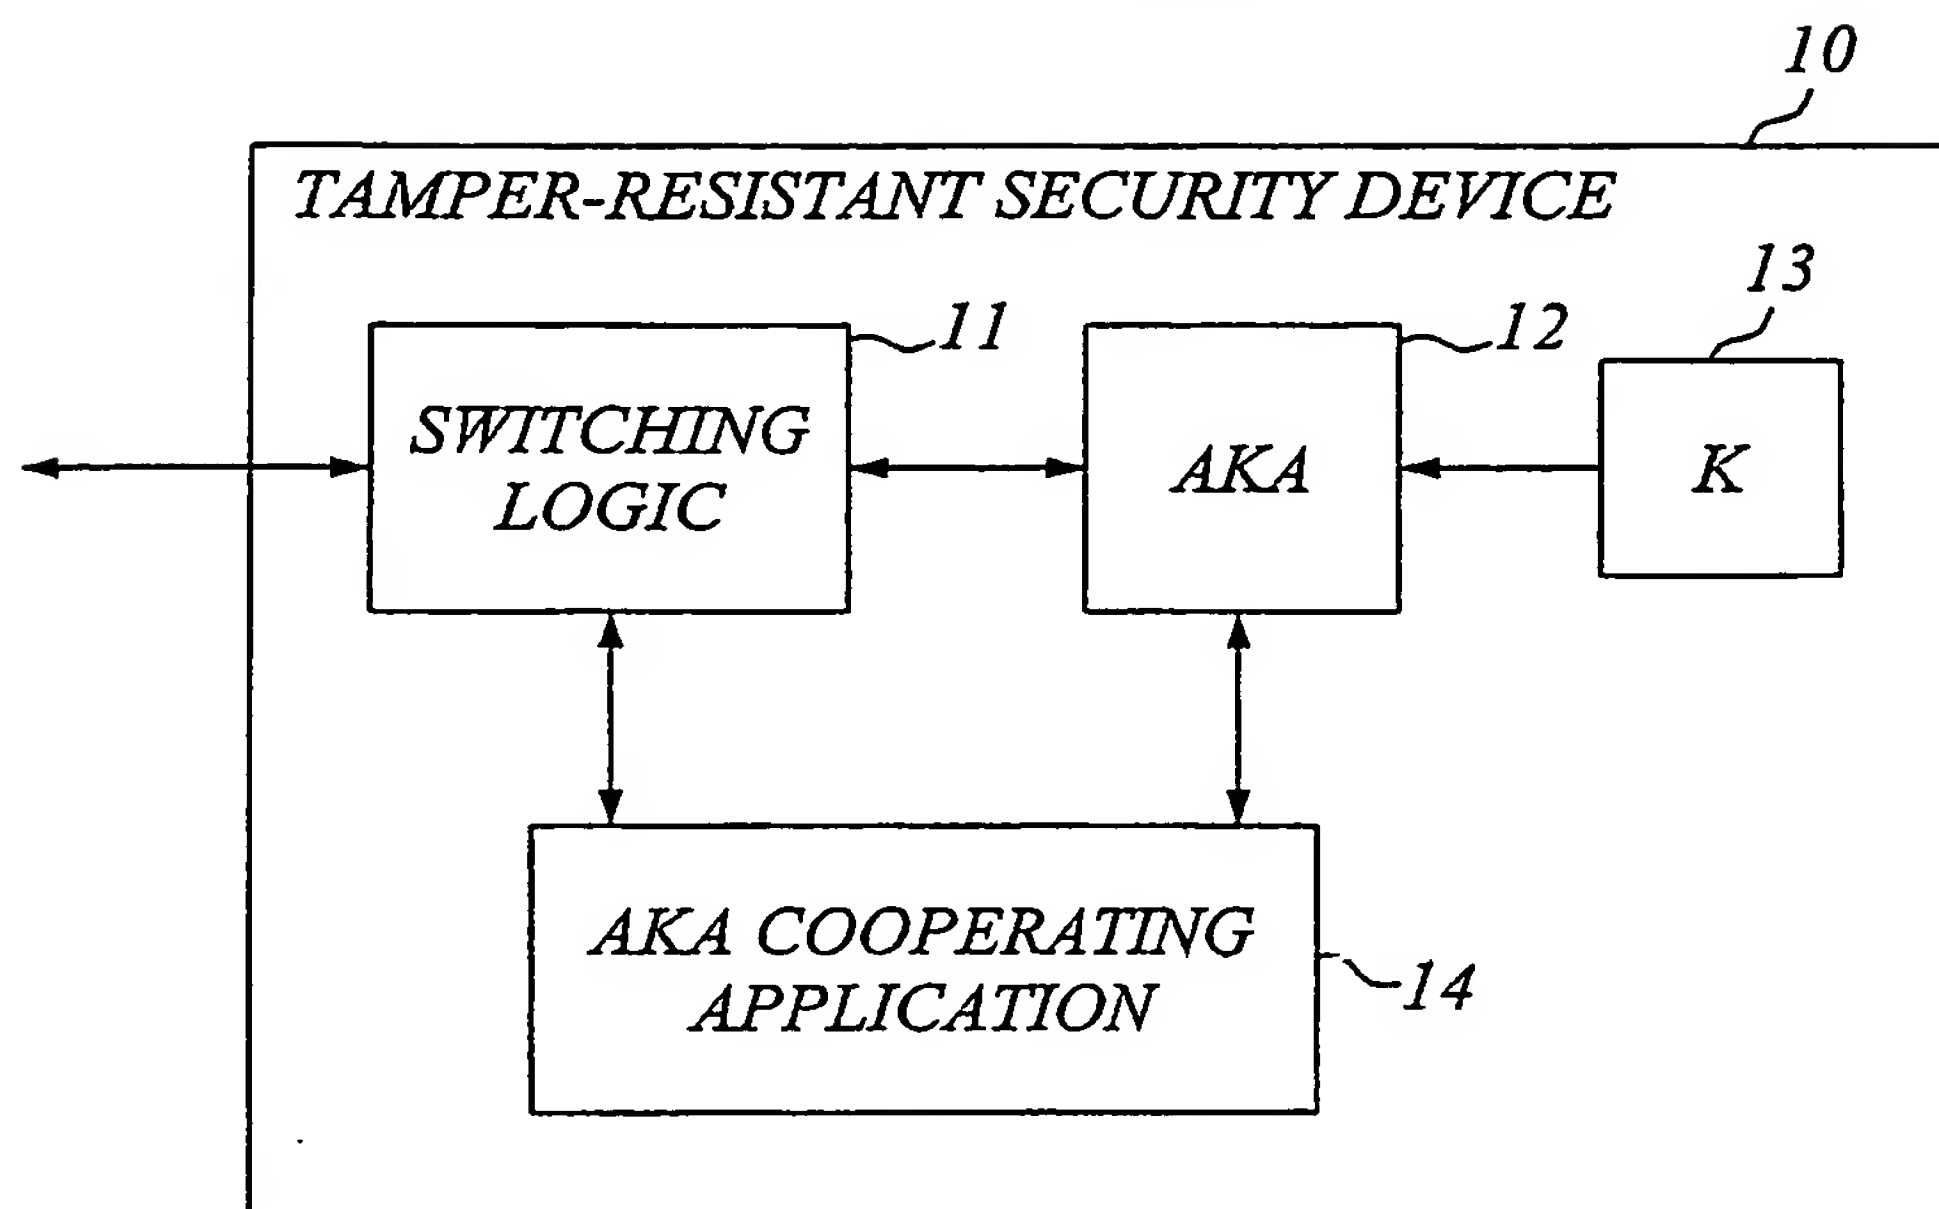 10
TAMPER-RESISTANT SECURITY DEVICE
13
11
12
SWITCHING
LOGIC
AKA
K
AKA COOPERATING
APPLICATION
14